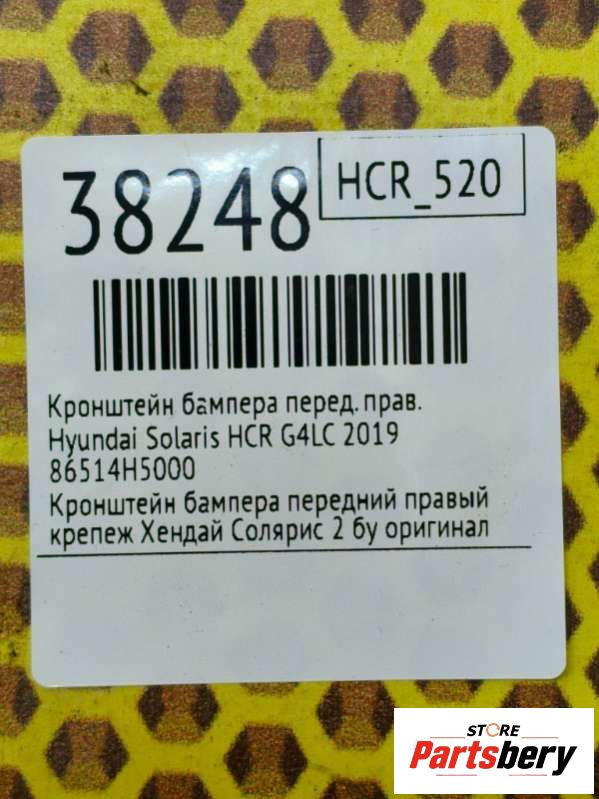 38248
HCR_520
Кронштейн бампера перед. прав.
Hyundai Solaris HCR G4LC 2019
86514H5000
Кронштейн бампера передний правый
крепеж Хендай Солярис 2 бу оригинал
STORE
Partsbery